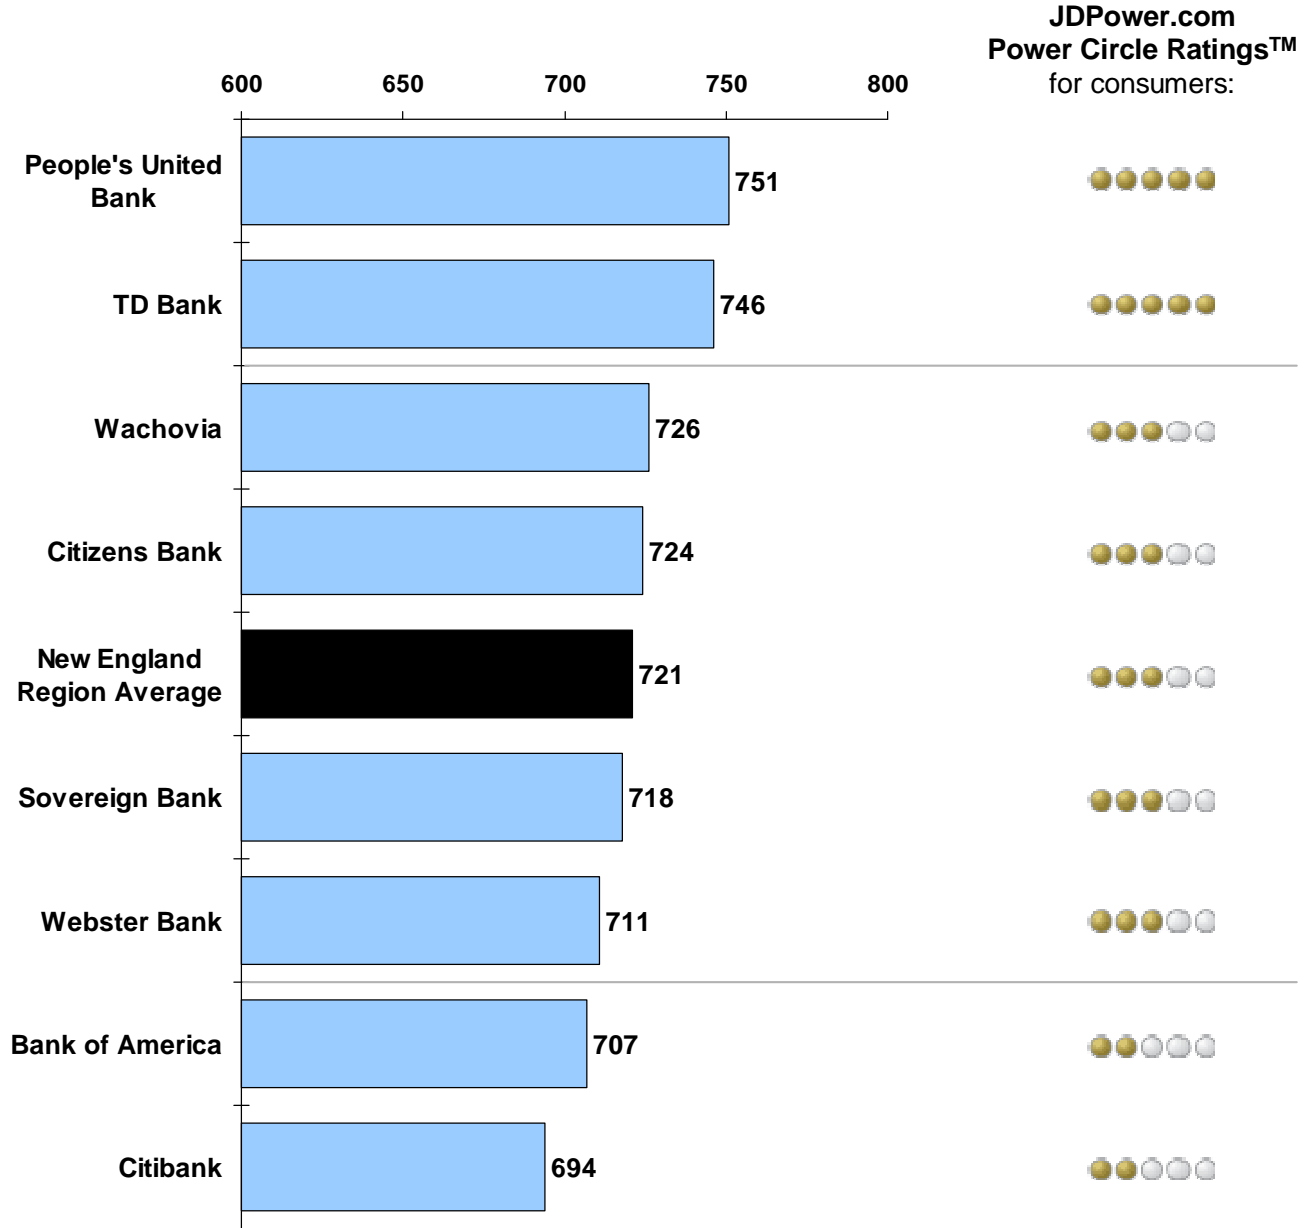 JDPower.com
Power Circle Ratings™
for consumers:
600 650 700 750 800
People's United
Bank
751
TD Bank 746
Wachovia 726
Citizens Bank 724
New England
Region Average
721
Sovereign Bank 718
Webster Bank 711
Bank of America 707
Citibank 694